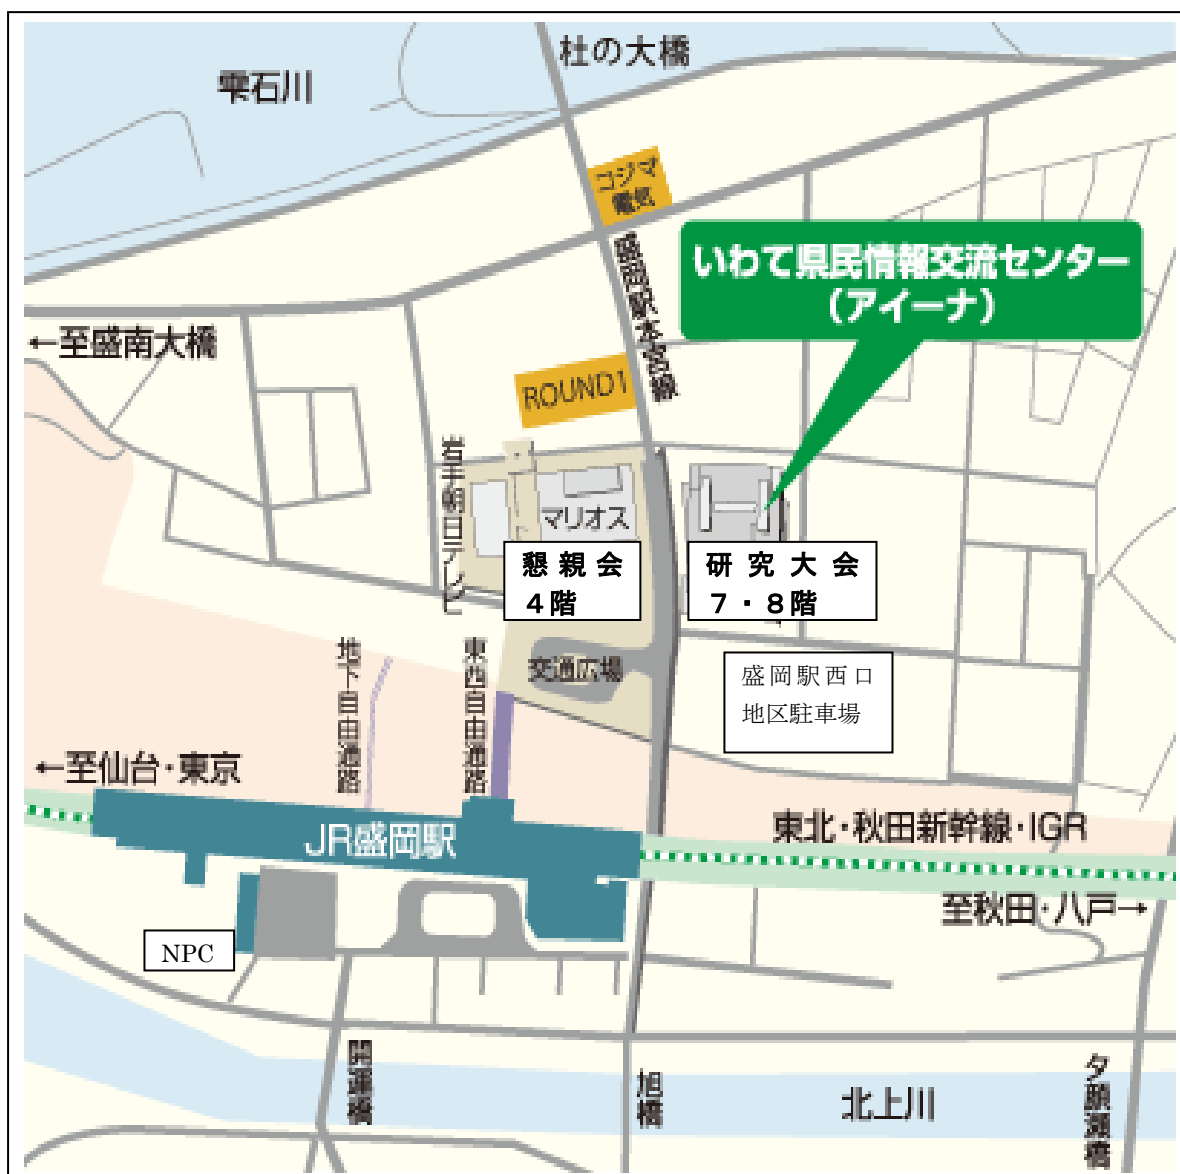 雫石川
杜の大橋
コジマ
電気
いわて県民情報交流センター
(アイーナ)
←至盛南大橋
ROUND1
岩手朝日テレビ
マリオス
懇親会
4階
研究大会
7・8階
地下自由通路
東西自由通路
交通広場
盛岡駅西口
地区駐車場
←至仙台・東京
JR盛岡駅
東北・秋田新幹線・IGR
至秋田・八戸→
NPC
開運橋
旭橋
北上川
夕顔瀬橋